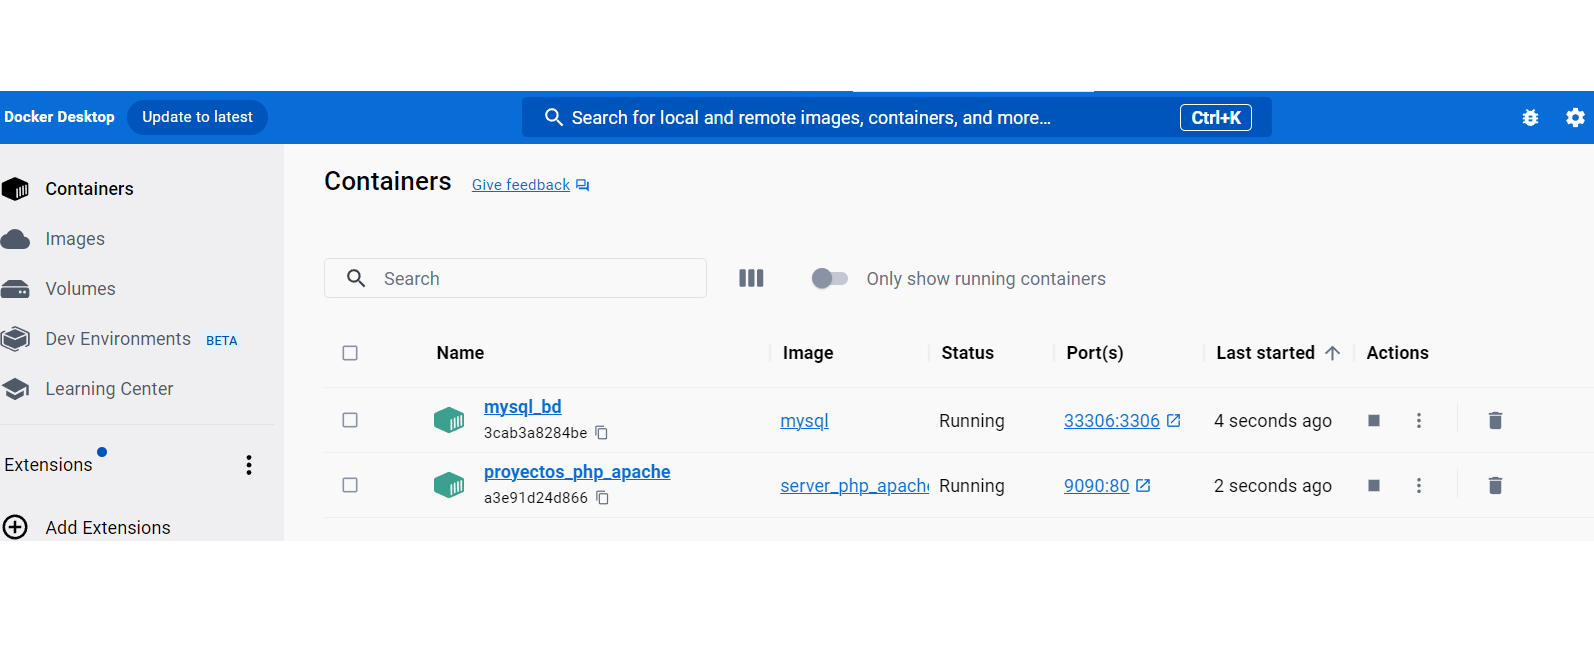 Docker Desktop Update to latest Search for local and remote images, containers, and more... Ctrl+K
Containers
Images
Volumes
Dev Environments BETA
Learning Center
Extensions
Add Extensions
Containers Give feedback
Search Only show running containers
Name Image Status Port(s) Last started Actions
mysql_bd
3cab3a8284be mysql Running 33306:3306 4 seconds ago
proyectos_php_apache
a3e91d24d866 server_php_apache Running 9090:80 2 seconds ago